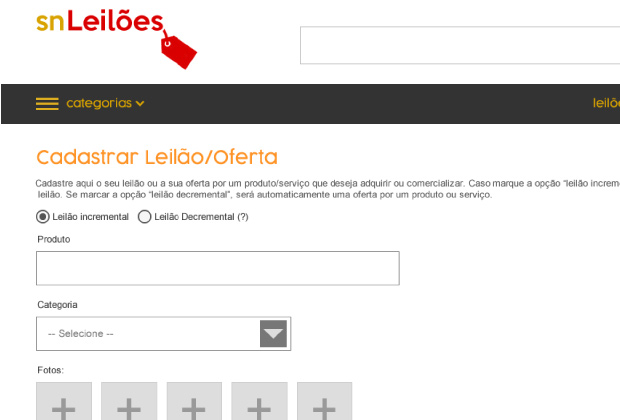 snLeilões
categorias
Cadastrar Leilão/Oferta
Cadastre aqui o seu leilão ou a sua oferta por um produto/serviço que deseja adquirir ou comercializar. Caso marque a opção "leilão
leilão. Se marcar a opção "leilão decremental", será automaticamente uma oferta por um produto ou serviço.
Leilão incremental Leilão Decremental (?)
Produto
Categoria
-- Selecione --
Fotos: